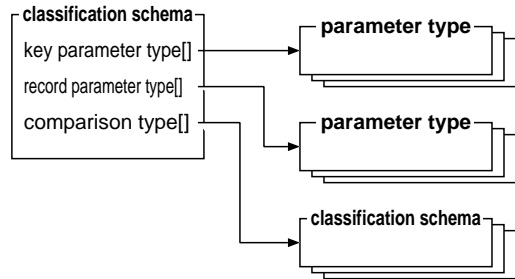 classification schema
key parameter type[]
record parameter type[]
comparison type[]
parameter type
parameter type
classification schema